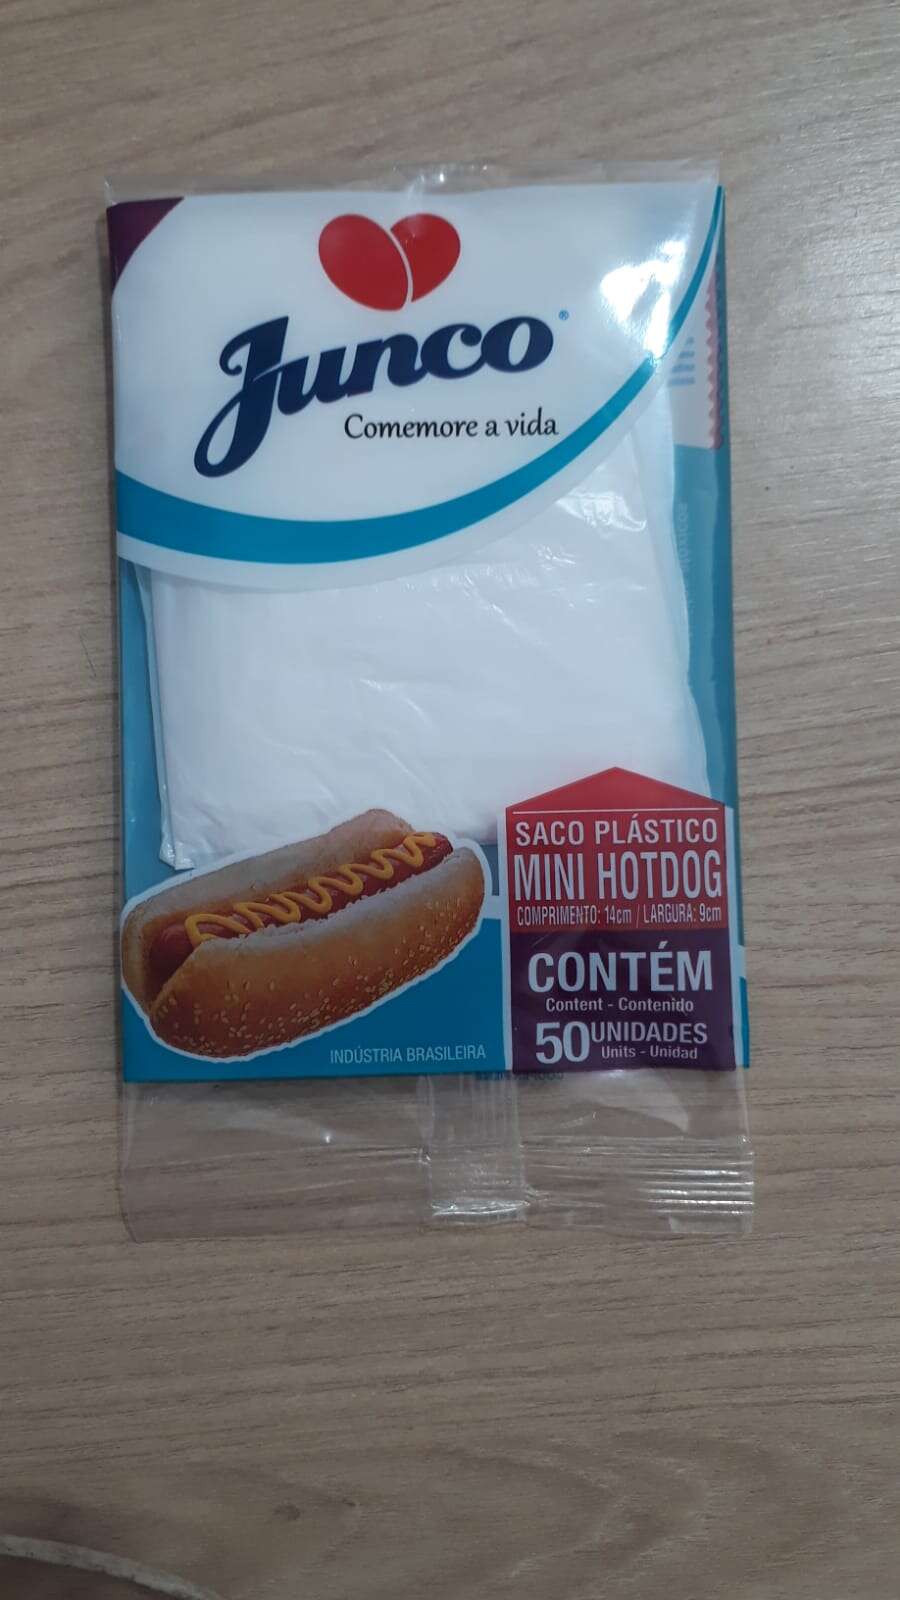 Junco®
Comemore a vida
SACO PLÁSTICO
MINI HOTDOG
COMPRIMENTO: 14cm / LARGURA: 9cm
CONTÉM
Content - Contenido
50 UNIDADES
Units - Unidad
INDÚSTRIA BRASILEIRA